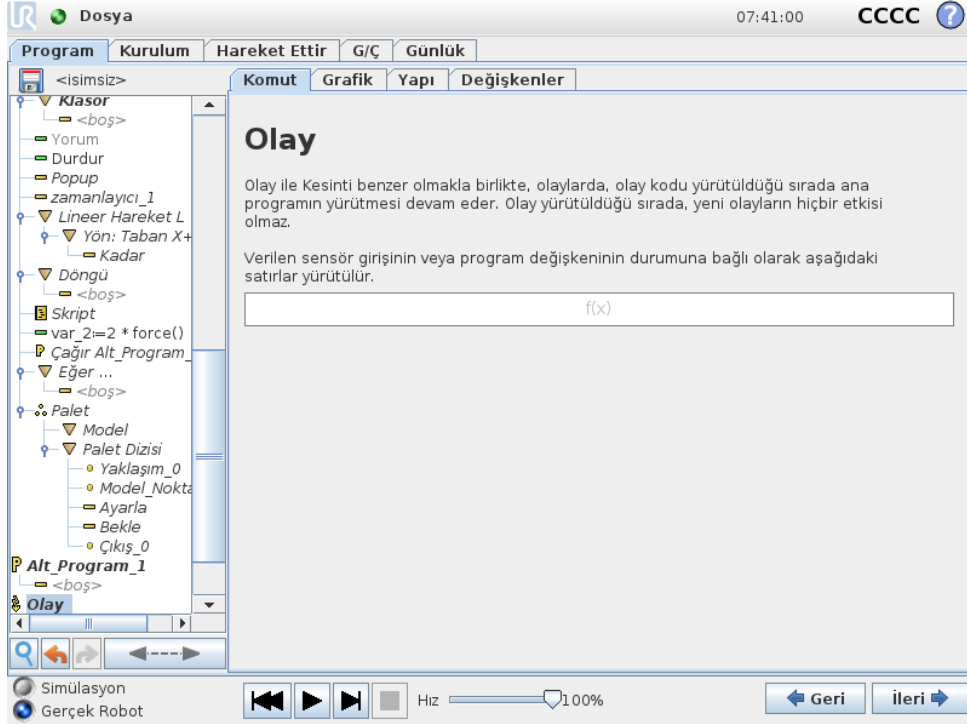 UR Dosya 07:41:00 CCCC ?
Program Kurulum Hareket Ettir G/Ç Günlük
<isimsiz>
Komut Grafik Yapı Değişkenler
Klasör
<boş>
Yorum
Durdur
Popup
zamanlayıcı_1
Lineer Hareket L
Yön: Taban X+
Kadar
Döngü
<boş>
Skript
var_2:=2 * force()
Çağır Alt_Program_
Eğer ...
<boş>
Palet
Model
Palet Dizisi
Yaklaşım_0
Model_Nokta
Ayarla
Bekle
Çıkış_0
Alt_Program_1
<boş>
Olay
Olay
Olay ile Kesinti benzer olmakla birlikte, olaylarda, olay kodu yürütüldüğü sırada ana
programın yürütmesi devam eder. Olay yürütüldüğü sırada, yeni olayların hiçbir etkisi
olmaz.
Verilen sensör girişinin veya program değişkeninin durumuna bağlı olarak aşağıdaki
satırlar yürütülür.
f(x)
Simülasyon
Gerçek Robot
Hız 100%
Geri İleri